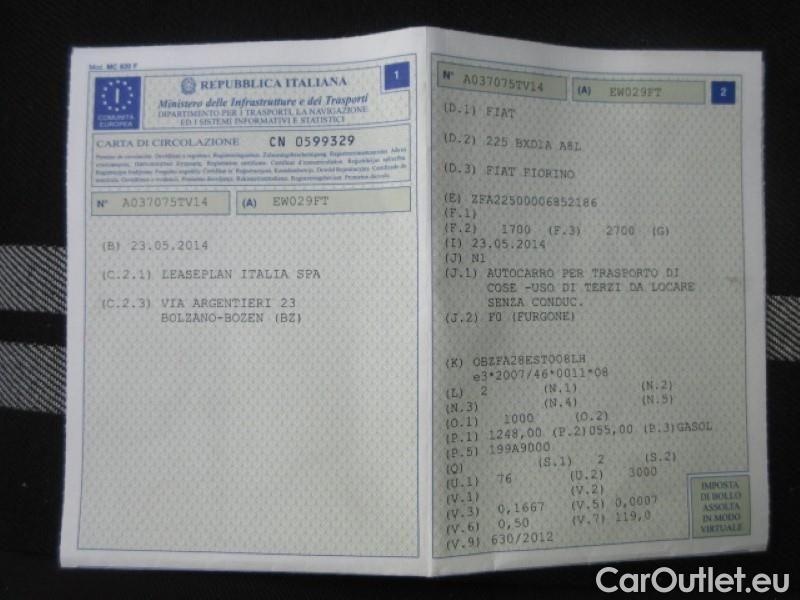 Mod. MC 820 F
I
COMUNITÀ
EUROPEA
REPUBBLICA ITALIANA
Ministero delle Infrastrutture e dei Trasporti
DIPARTIMENTO PER I TRASPORTI, LA NAVIGAZIONE
ED I SISTEMI INFORMATIVI E STATISTICI
1
CARTA DI CIRCOLAZIONE CN 0599329
N° A037075TV14 (A) EW029FT
(B) 23.05.2014
(C.2.1) LEASEPLAN ITALIA SPA
(C.2.3) VIA ARGENTIERI 23
BOLZANO-BOZEN (BZ)
N° A037075TV14 (A) EW029FT
2
(D.1) FIAT
(D.2) 225 BXD1A A8L
(D.3) FIAT FIORINO
(E) ZFA22500006852186
(F.1)
(F.2) 1700 (F.3) 2700 (G)
(I) 23.05.2014
(J) N1
(J.1) AUTOCARRO PER TRASPORTO DI
COSE -USO DI TERZI DA LOCARE
SENZA CONDUC.
(J.2) F0 (FURGONE)
(K) OBZFA28EST008LH
e3*2007/46*0011*08
(L) 2 (N.1) (N.2)
(N.3) (N.4) (N.5)
(O.1) 1000 (O.2)
(P.1) 1248,00 (P.2)055,00 (P.3)GASOL
(P.5) 199A9000
(Q) (S.1) 2 (S.2)
(U.1) 76 (U.2) 3000
(V.1) (V.2)
(V.3) 0,1667 (V.5) 0,0007
(V.6) 0,50 (V.7) 119,0
(V.9) 630/2012
IMPOSTA
DI BOLLO
ASSOLTA
IN MODO
VIRTUALE
CarOutlet.eu